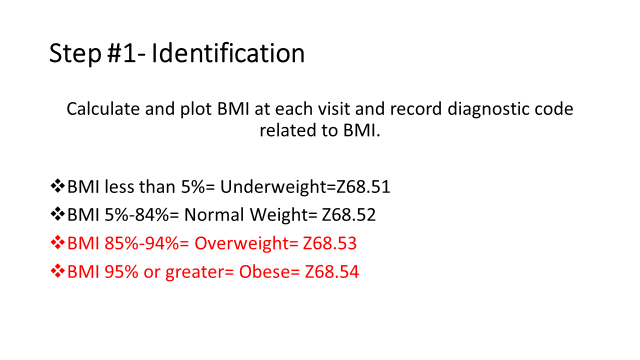 Step #1- Identification
Calculate and plot BMI at each visit and record diagnostic code
related to BMI.
❖BMI less than 5%= Underweight=Z68.51
❖BMI 5%-84%= Normal Weight= Z68.52
❖BMI 85%-94%= Overweight= Z68.53
❖BMI 95% or greater= Obese= Z68.54